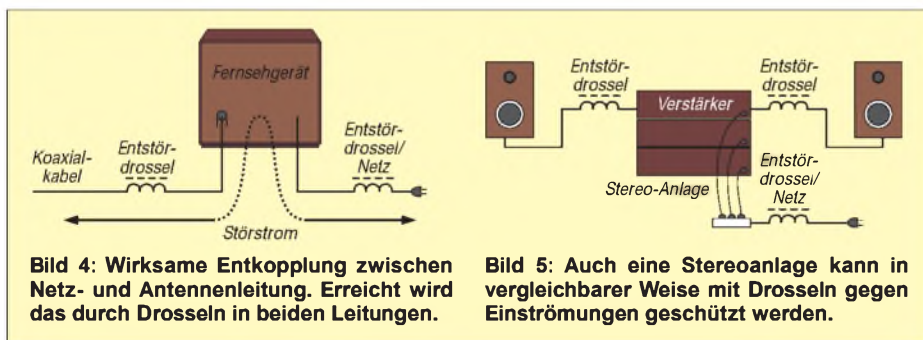 Fernsehgerät
Koaxial-
kabel
Entstör-
drossel
Entstör-
drossel/
Netz
Störstrom
Bild 4: Wirksame Entkopplung zwischen
Netz- und Antennenleitung. Erreicht wird
das durch Drosseln in beiden Leitungen.
Entstör-
drossel
Verstärker
Entstör-
drossel
Stereo-Anlage
Entstör-
drossel/
Netz
Bild 5: Auch eine Stereoanlage kann in
vergleichbarer Weise mit Drosseln gegen
Einströmungen geschützt werden.